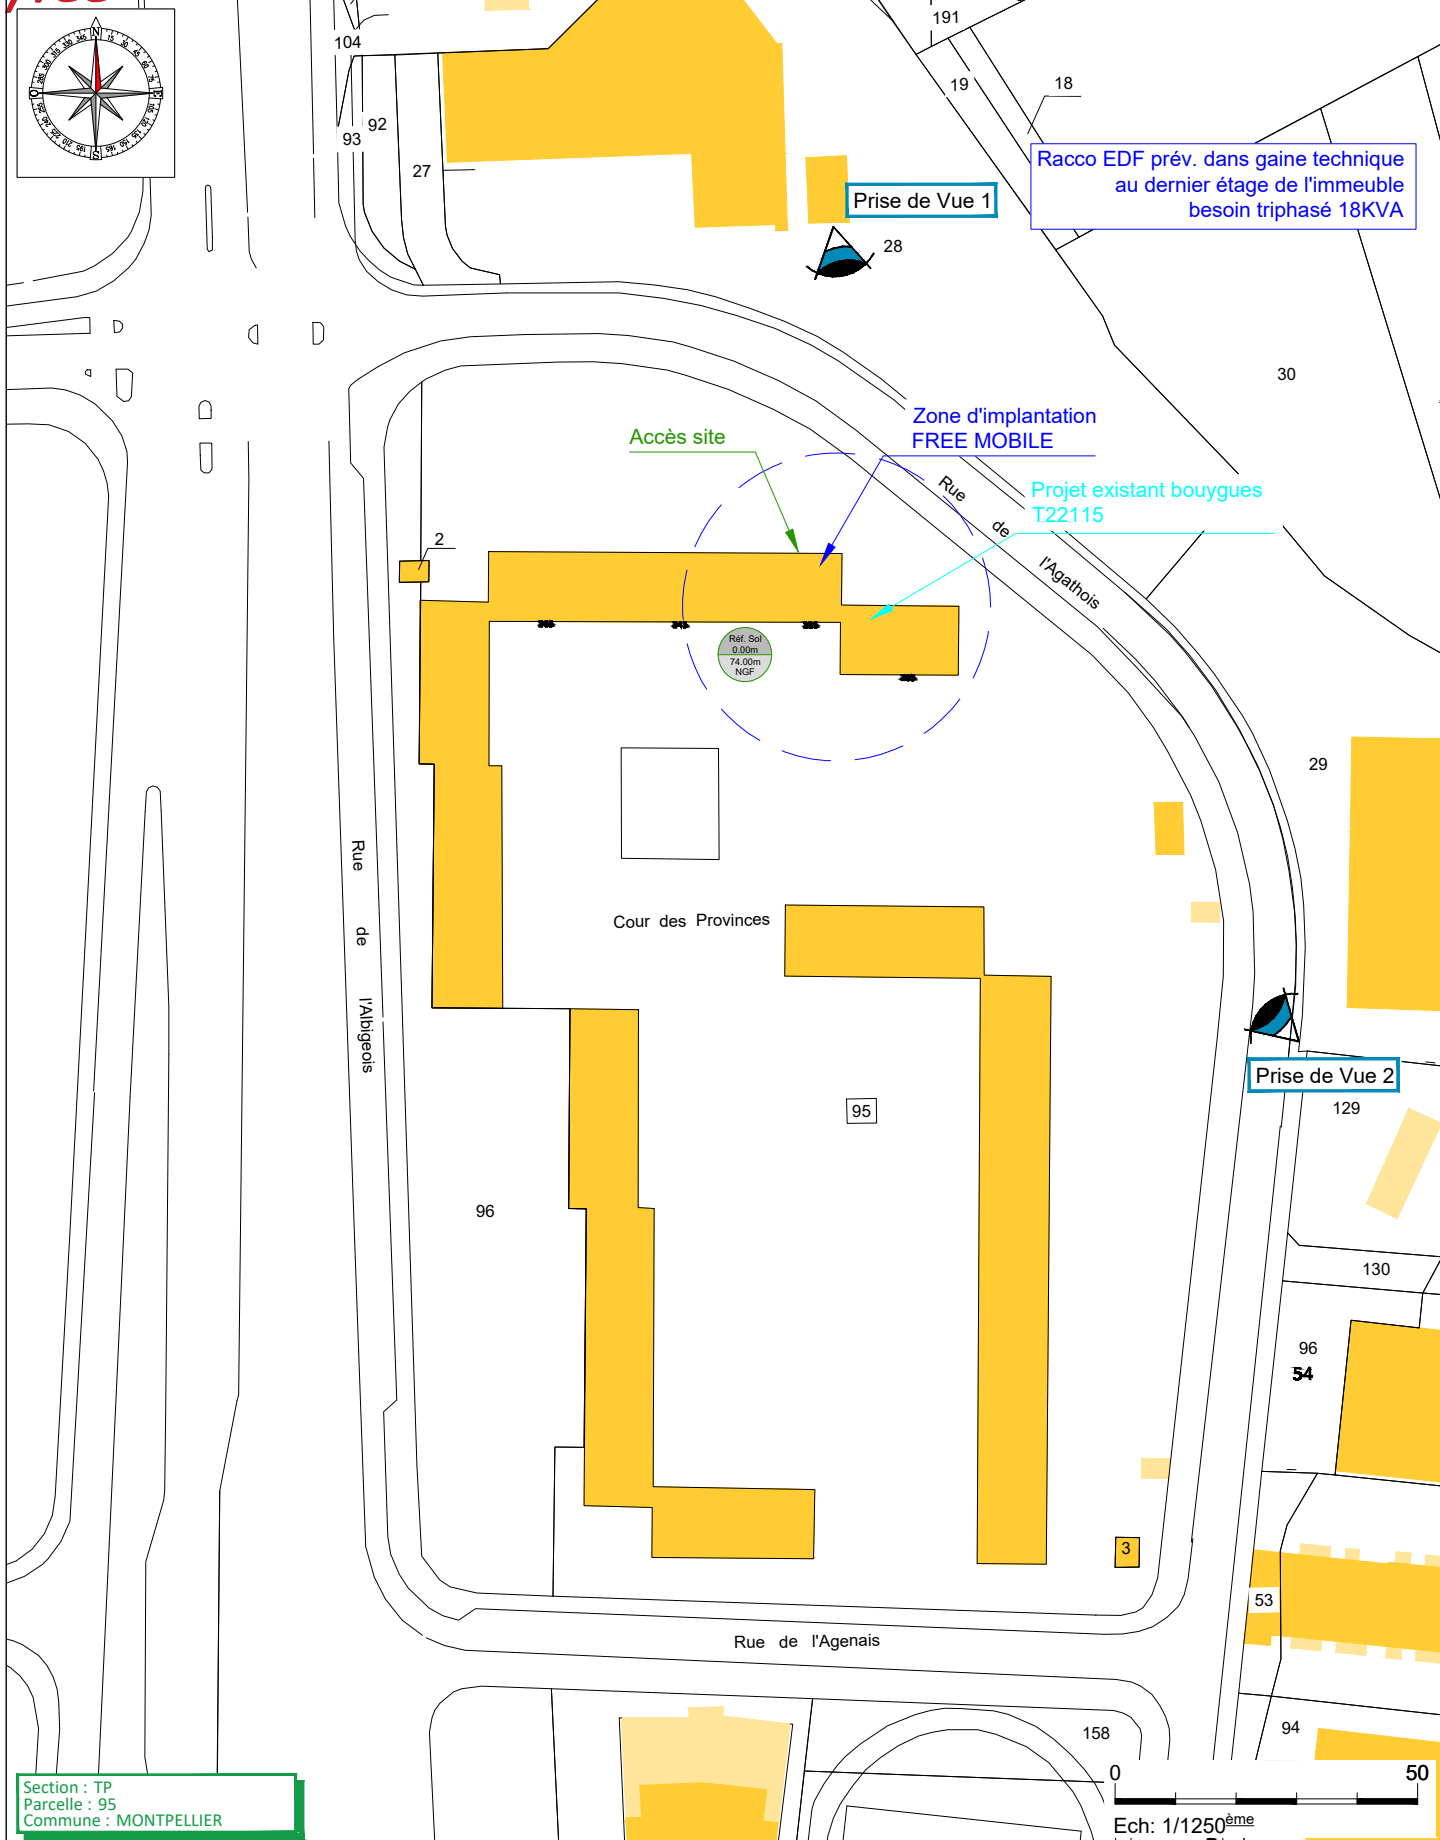 104
191
19
18
92
93
27
Racco EDF prév. dans gaine technique
au dernier étage de l'immeuble
besoin triphasé 18KVA
Prise de Vue 1
28
30
Zone d'implantation
FREE MOBILE
Accès site
Projet existant bouygues
T22115
Rue de l'Agathois
2
Réf. Sol
0.00m
74.00m
NGF
29
Rue de l'Albigeois
Cour des Provinces
Prise de Vue 2
129
95
96
130
96
54
3
53
Rue de l'Agenais
158
94
Section : TP
Parcelle : 95
Commune : MONTPELLIER
0 50
Ech: 1/1250ème